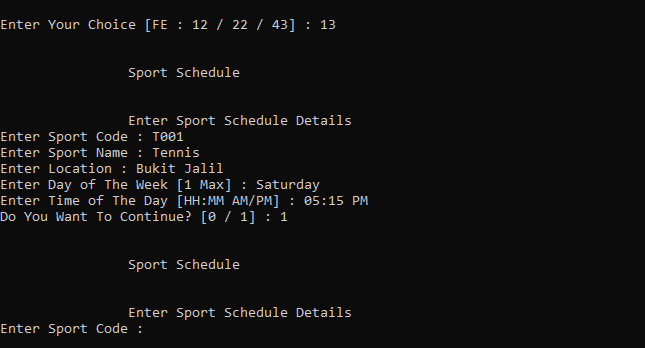 Enter Your Choice [FE : 12 / 22 / 43] : 13
Sport Schedule
Enter Sport Schedule Details
Enter Sport Code : T001
Enter Sport Name : Tennis
Enter Location : Bukit Jalil
Enter Day of The Week [1 Max] : Saturday
Enter Time of The Day [HH:MM AM/PM] : 05:15 PM
Do You Want To Continue? [0 / 1] : 1
Sport Schedule
Enter Sport Schedule Details
Enter Sport Code :